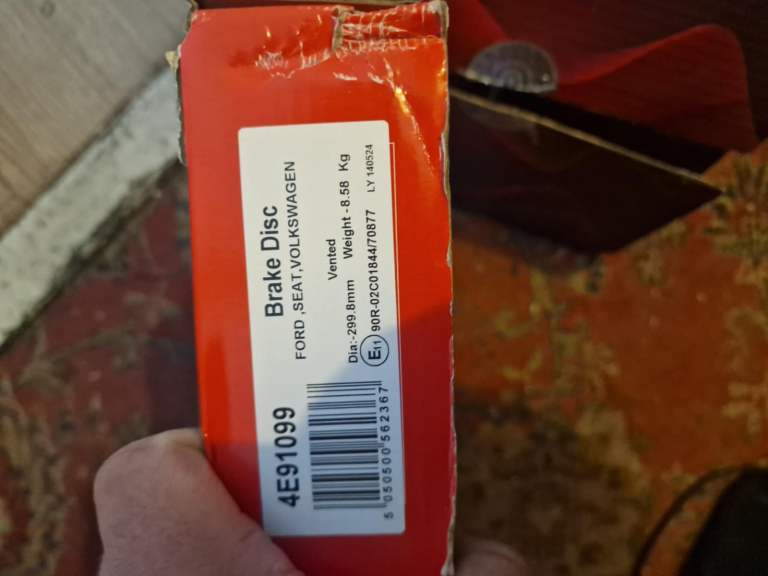 4E91099
Brake Disc
FORD ,SEAT,VOLKSWAGEN
Vented
Dia:-299.8mm Weight - 8.58 Kg
E11 90R-02C01844/70877 LY 140524
5 050500 562367